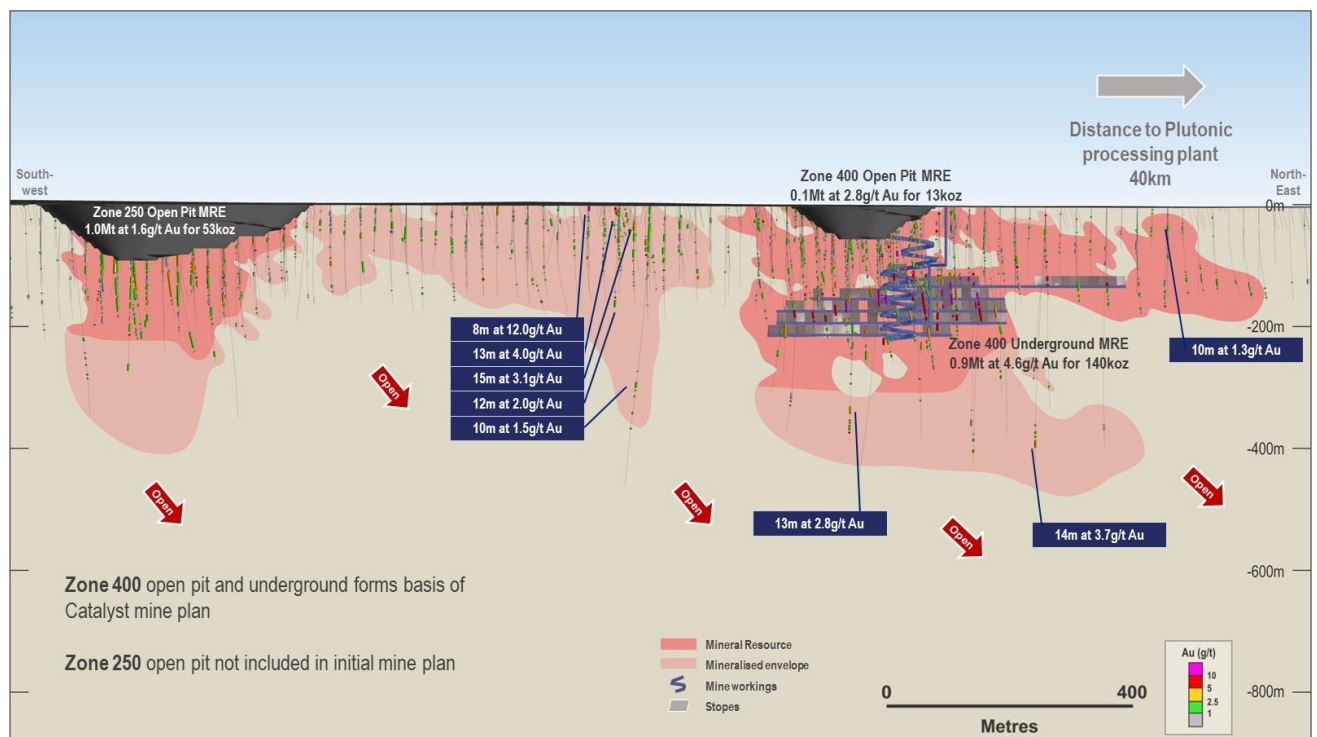 Distance to Plutonic
processing plant
40km
South-
west
North-
East
Zone 400 Open Pit MRE
0.1Mt at 2.8g/t Au for 13koz
0m
Zone 250 Open Pit MRE
1.0Mt at 1.6g/t Au for 53koz
-200m
8m at 12.0g/t Au
13m at 4.0g/t Au
15m at 3.1g/t Au
12m at 2.0g/t Au
10m at 1.5g/t Au
Zone 400 Underground MRE
0.9Mt at 4.6g/t Au for 140koz
10m at 1.3g/t Au
Open
-400m
Open
Open
Open
Open
13m at 2.8g/t Au
14m at 3.7g/t Au
-600m
Zone 400 open pit and underground forms basis of
Catalyst mine plan
Zone 250 open pit not included in initial mine plan
Mineral Resource
Mineralised envelope
Mine workings
Stopes
0
400
Metres
Au (g/t)
10
5
2.5
1
-800m